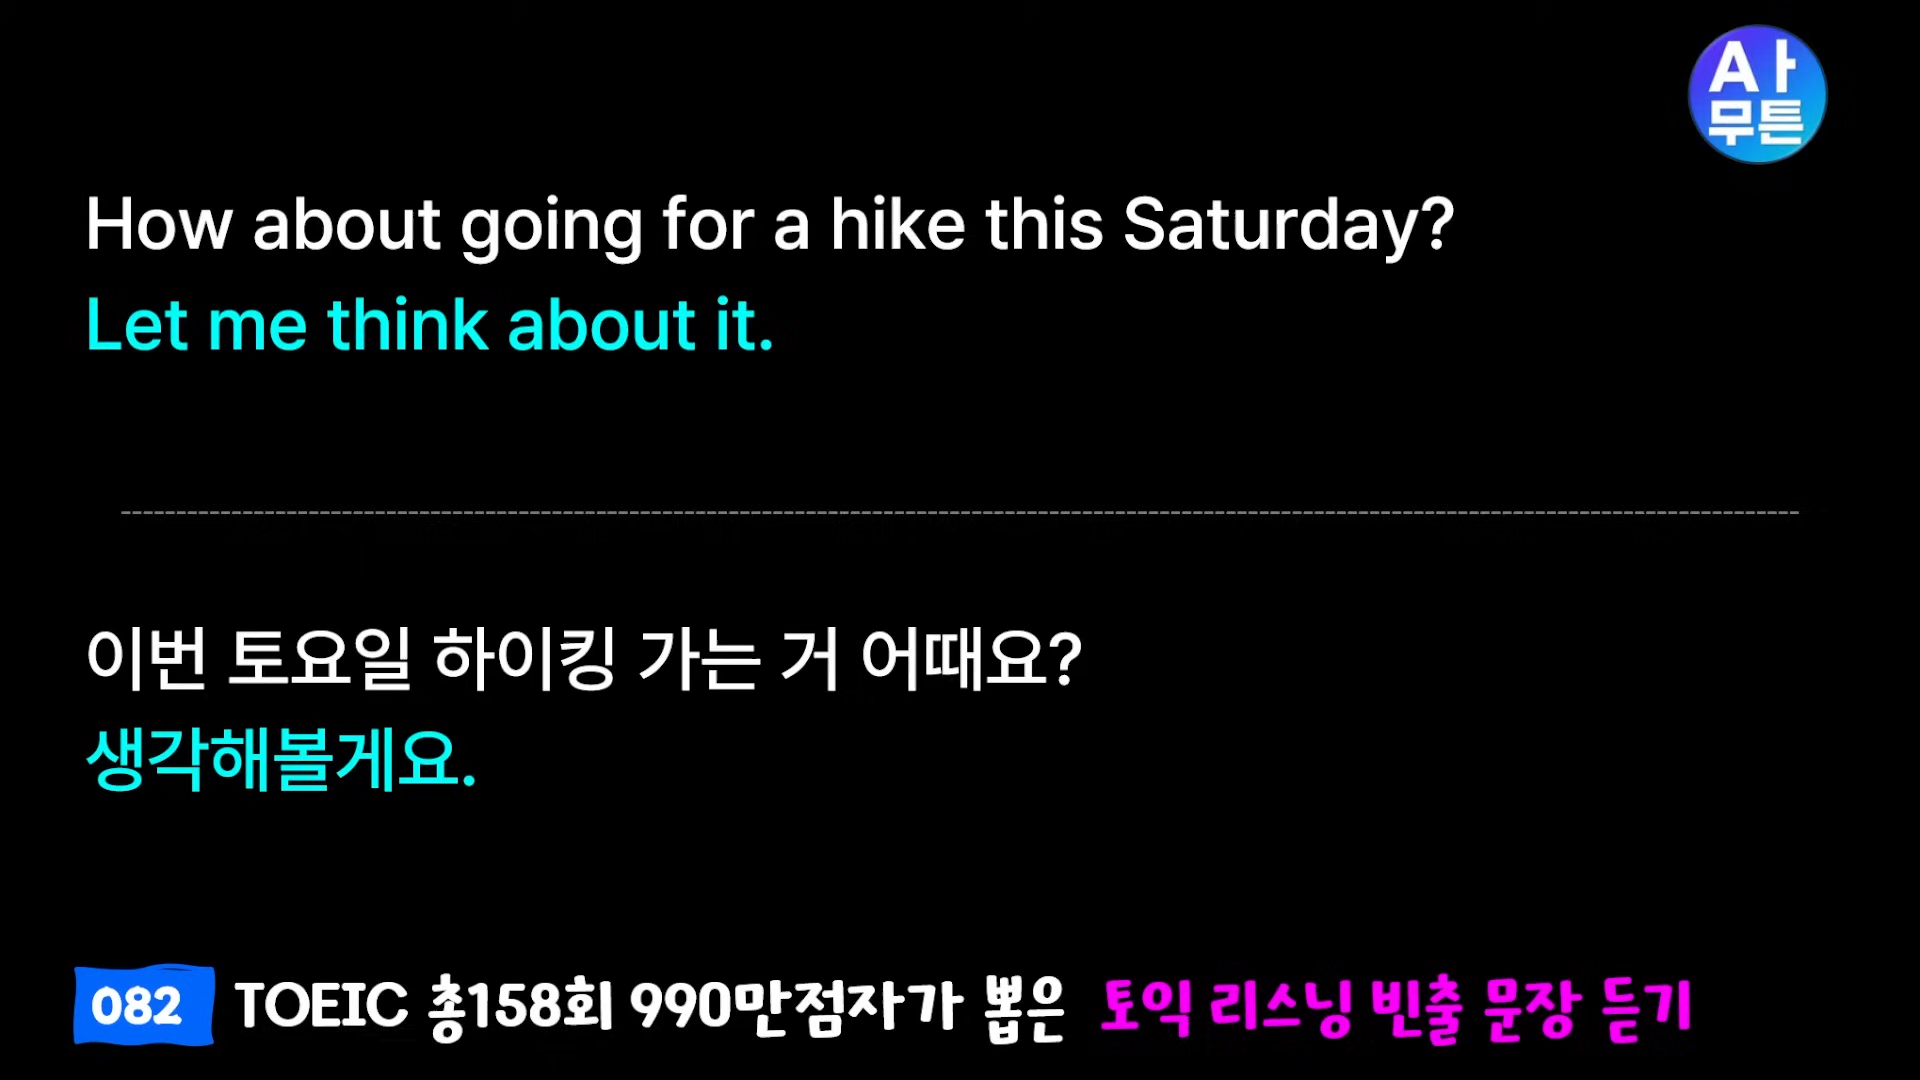 A사
무튼
How about going for a hike this Saturday?
Let me think about it.
이번 토요일 하이킹 가는 거 어때요?
생각해볼게요.
082 TOEIC 총158회 990만점자가 뽑은 토익 리스닝 빈출 문장 듣기